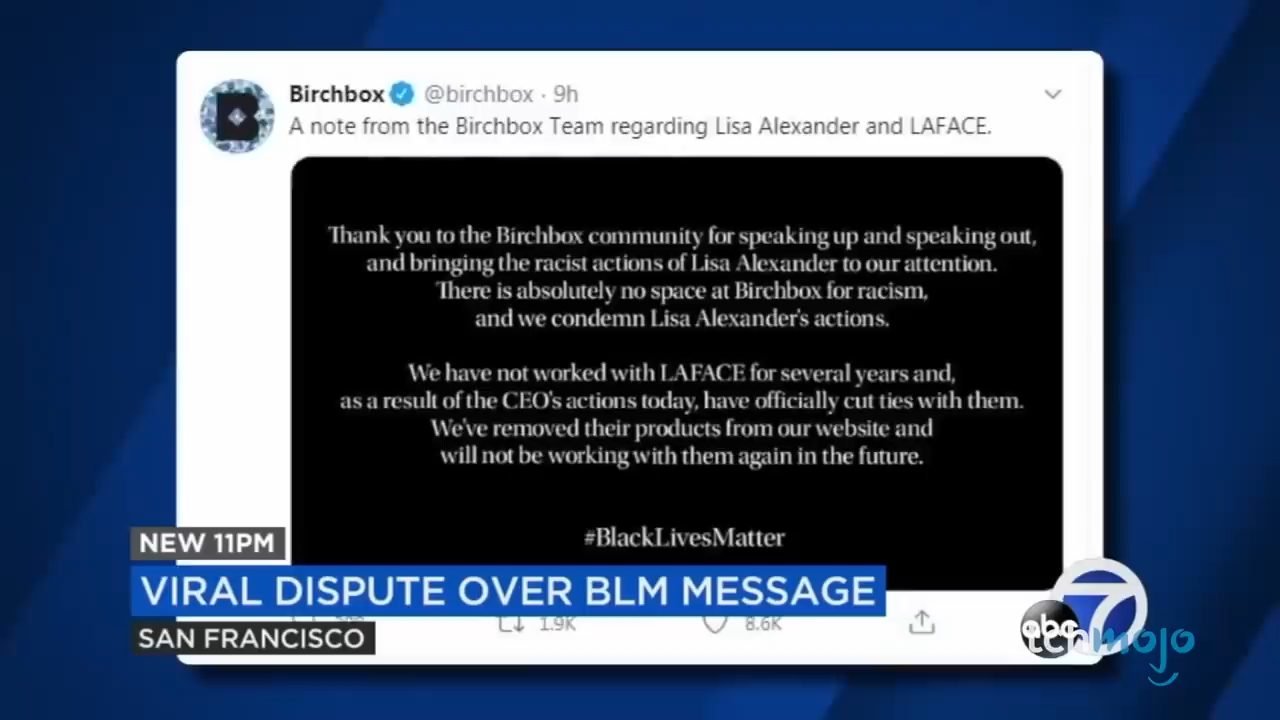 Birchbox @birchbox · 9h
A note from the Birchbox Team regarding Lisa Alexander and LAFACE.
Thank you to the Birchbox community for speaking up and speaking out,
and bringing the racist actions of Lisa Alexander to our attention.
There is absolutely no space at Birchbox for racism,
and we condemn Lisa Alexander's actions.
We have not worked with LAFACE for several years and,
as a result of the CEO's actions today, have officially cut ties with them.
We've removed their products from our website and
will not be working with them again in the future.
#BlackLivesMatter
NEW 11PM
VIRAL DISPUTE OVER BLM MESSAGE
1.9K 8.6K
SAN FRANCISCO
abc 7
mojo